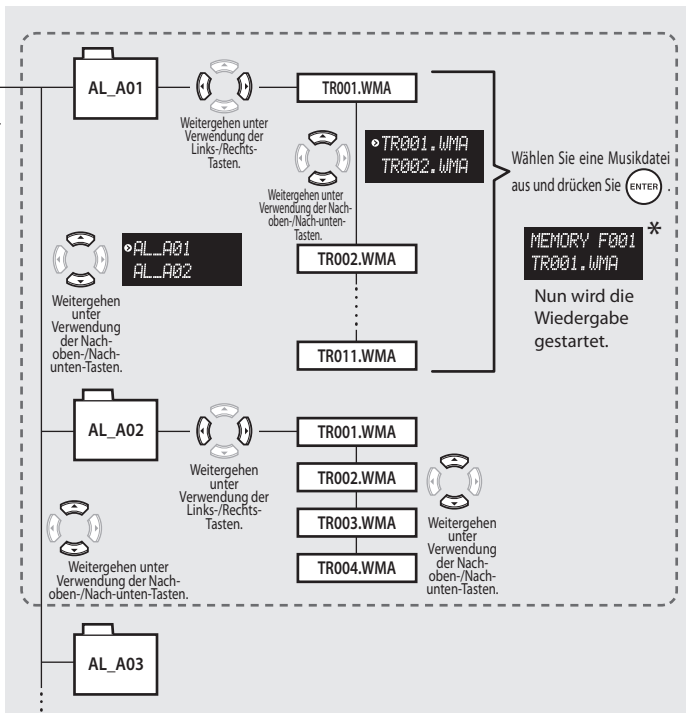 AL_A01
Weitergehen unter
Verwendung der
Links-/Rechts-
Tasten.
TR001.WMA
Weitergehen unter
Verwendung der Nach-
oben-/Nach-unten-
Tasten.
TR001.WMA
TR002.WMA
Wählen Sie eine Musikdatei
aus und drücken Sie ENTER .
MEMORY F001 *
TR001.WMA
Nun wird die
Wiedergabe
gestartet.
TR002.WMA
TR011.WMA
AL_A01
AL_A02
Weitergehen
unter
Verwendung
der Nach-
oben-/Nach-
unten-Tasten.
AL_A02
Weitergehen
unter
Verwendung der
Links-/Rechts-
Tasten.
TR001.WMA
TR002.WMA
TR003.WMA
TR004.WMA
Weitergehen
unter
Verwendung
der Nach-
oben-/Nach-
unten-Tasten.
Weitergehen unter
Verwendung der Nach-
oben-/Nach-unten-Tasten.
AL_A03